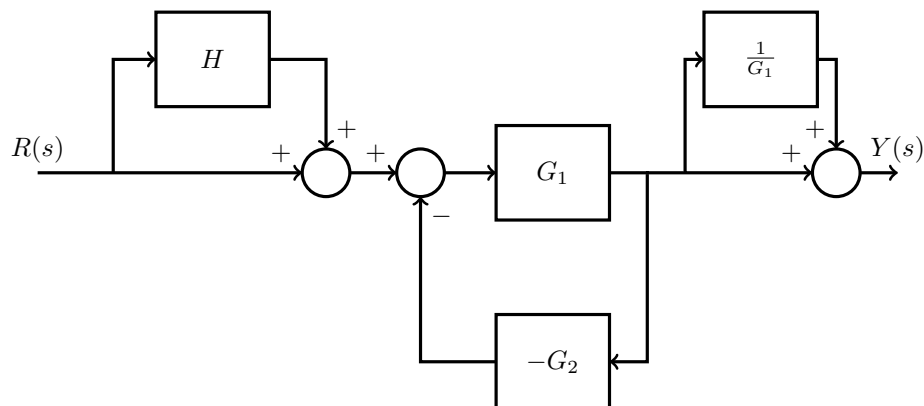 H
1/G₁
R(s)
+
+
+
+
+
Y(s)
G₁
−
−G₂